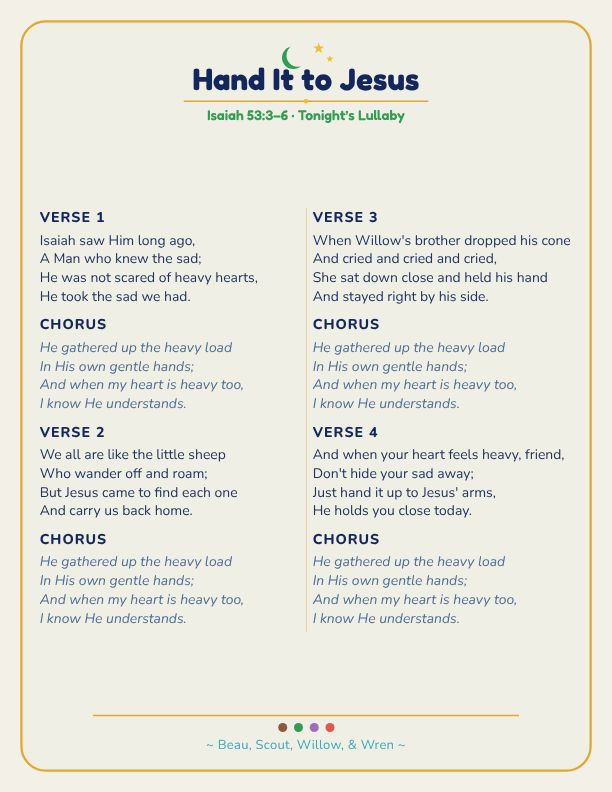 Hand It to Jesus
Isaiah 53:3–6 · Tonight's Lullaby
VERSE 1
Isaiah saw Him long ago,
A Man who knew the sad;
He was not scared of heavy hearts,
He took the sad we had.
CHORUS
He gathered up the heavy load
In His own gentle hands;
And when my heart is heavy too,
I know He understands.
VERSE 2
We all are like the little sheep
Who wander off and roam;
But Jesus came to find each one
And carry us back home.
CHORUS
He gathered up the heavy load
In His own gentle hands;
And when my heart is heavy too,
I know He understands.
VERSE 3
When Willow's brother dropped his cone
And cried and cried and cried,
She sat down close and held his hand
And stayed right by his side.
CHORUS
He gathered up the heavy load
In His own gentle hands;
And when my heart is heavy too,
I know He understands.
VERSE 4
And when your heart feels heavy, friend,
Don't hide your sad away;
Just hand it up to Jesus' arms,
He holds you close today.
CHORUS
He gathered up the heavy load
In His own gentle hands;
And when my heart is heavy too,
I know He understands.
~ Beau, Scout, Willow, & Wren ~